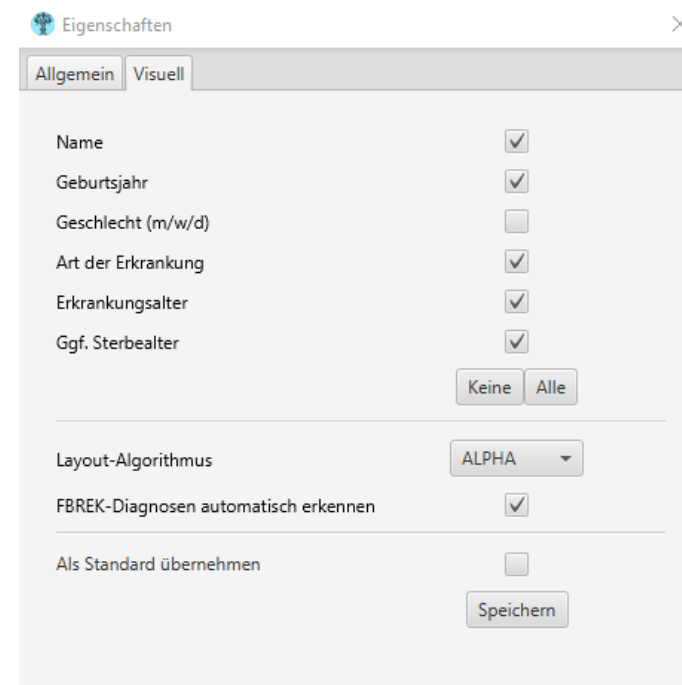 Eigenschaften
Allgemein Visuell
Name
Geburtsjahr
Geschlecht (m/w/d)
Art der Erkrankung
Erkrankungsalter
Ggf. Sterbealter
Keine Alle
Layout-Algorithmus ALPHA
FBREK-Diagnosen automatisch erkennen
Als Standard übernehmen
Speichern